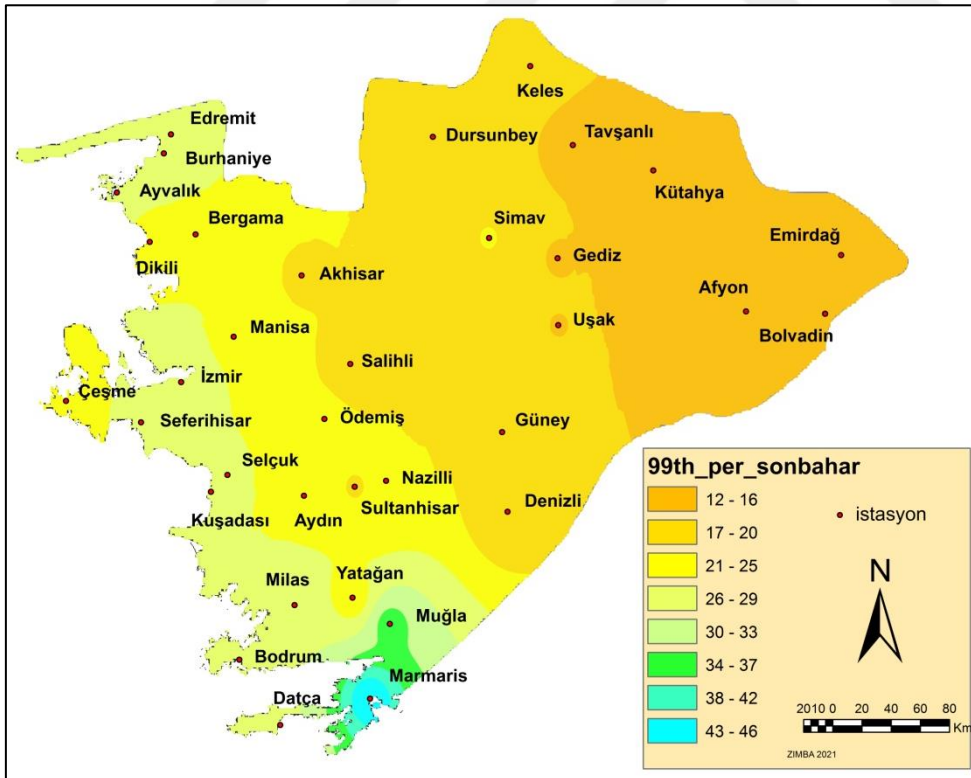 Keles
Edremit
Dursunbey
Tavşanlı
Burhaniye
Kütahya
Ayvalık
Bergama
Simav
Emirdağ
Dikili
Gediz
Akhisar
Afyon
Manisa
Uşak
Bolvadin
Salihli
İzmir
Çeşme
Ödemiş
Seferihisar
Güney
Selçuk
Nazilli
Kuşadası
Aydın
Sultanhisar
Denizli
Milas
Yatağan
Muğla
Bodrum
Marmaris
Datça
99th_per_sonbahar
12 - 16
17 - 20
21 - 25
26 - 29
30 - 33
34 - 37
38 - 42
43 - 46
istasyon
N
2010 0 20 40 60 80
Km
ZIMBA 2021